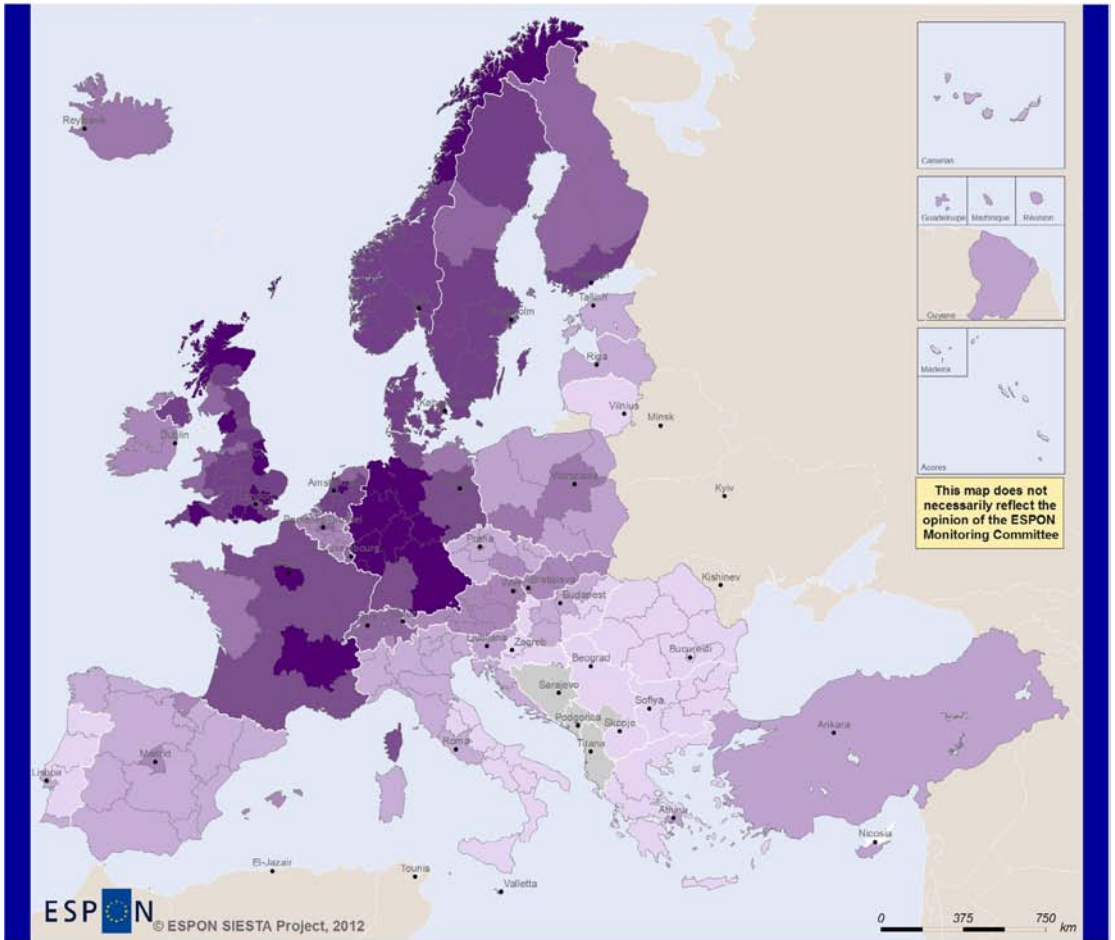 Reykjavik
Canarias
Guadeloupe
Martinique
Réunion
Guyane
Madeira
Acores
This map does not
necessarily reflect the
opinion of the ESPON
Monitoring Committee
Tallinn
Riga
Vilnius
Minsk
Dublin
Warszawa
Kyiv
Praha
Kishinev
Bratislava
Budapest
Ljubljana
Zagreb
Beograd
Bucuresti
Sarajevo
Sofiya
Podgorica
Skopje
Tirana
Ankara
Roma
Madrid
Lisboa
Athina
Nicosia
El-Jazair
Tounis
Valletta
ESPON
© ESPON SIESTA Project, 2012
0 375 750
km